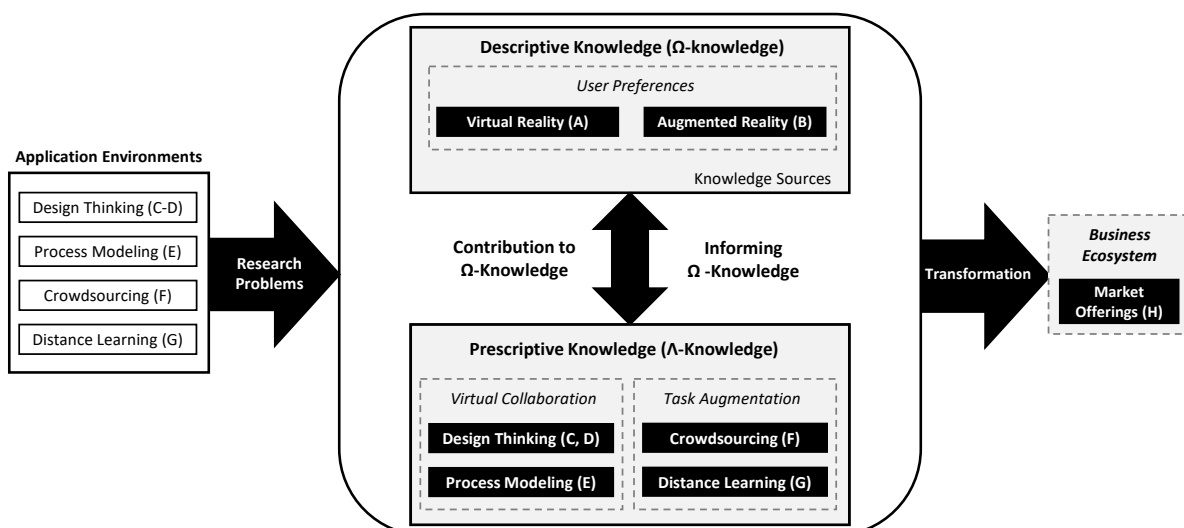 Application Environments
Design Thinking (C-D)
Process Modeling (E)
Crowdsourcing (F)
Distance Learning (G)
Research
Problems
Descriptive Knowledge (Ω-knowledge)
User Preferences
Virtual Reality (A)
Augmented Reality (B)
Knowledge Sources
Contribution to
Ω-Knowledge
Informing
Ω -Knowledge
Prescriptive Knowledge (Λ-Knowledge)
Virtual Collaboration
Design Thinking (C, D)
Process Modeling (E)
Task Augmentation
Crowdsourcing (F)
Distance Learning (G)
Transformation
Business
Ecosystem
Market
Offerings (H)